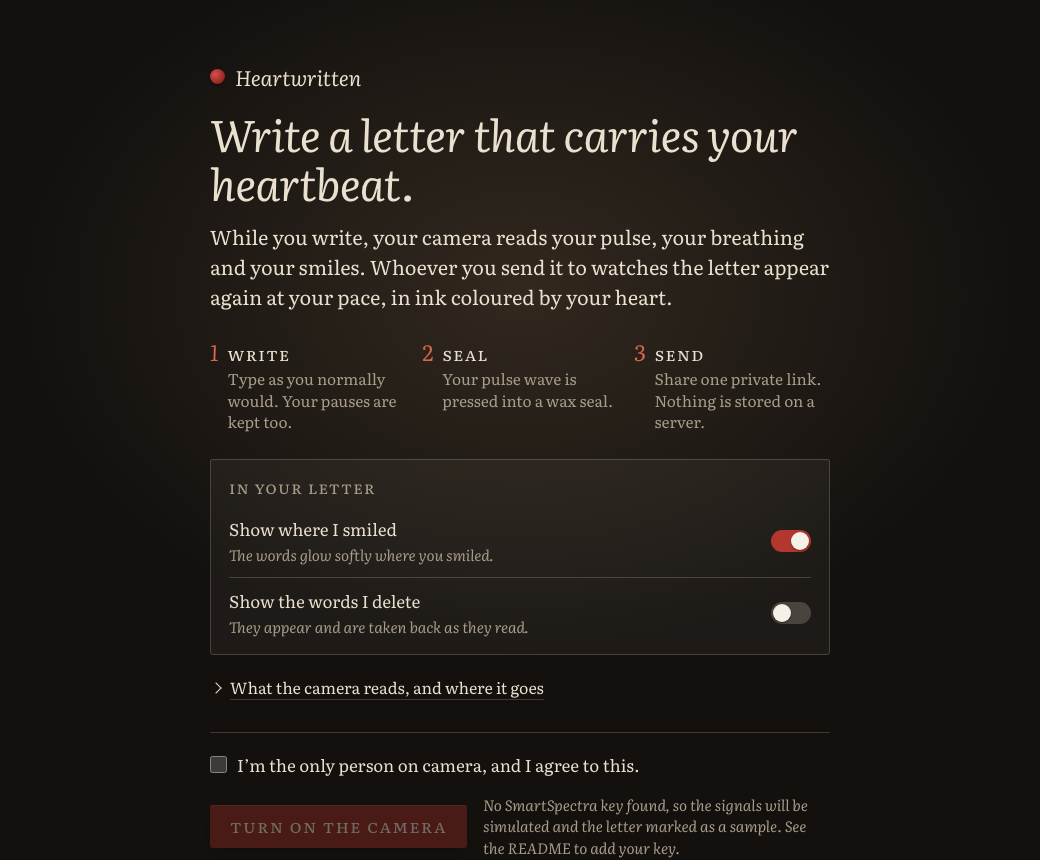 Heartwritten
Write a letter that carries your
heartbeat.
While you write, your camera reads your pulse, your breathing
and your smiles. Whoever you send it to watches the letter appear
again at your pace, in ink coloured by your heart.
1 WRITE
Type as you normally
would. Your pauses are
kept too.
2 SEAL
Your pulse wave is
pressed into a wax seal.
3 SEND
Share one private link.
Nothing is stored on a
server.
IN YOUR LETTER
Show where I smiled
The words glow softly where you smiled.
Show the words I delete
They appear and are taken back as they read.
What the camera reads, and where it goes
I’m the only person on camera, and I agree to this.
TURN ON THE CAMERA
No SmartSpectra key found, so the signals will be
simulated and the letter marked as a sample. See
the README to add your key.